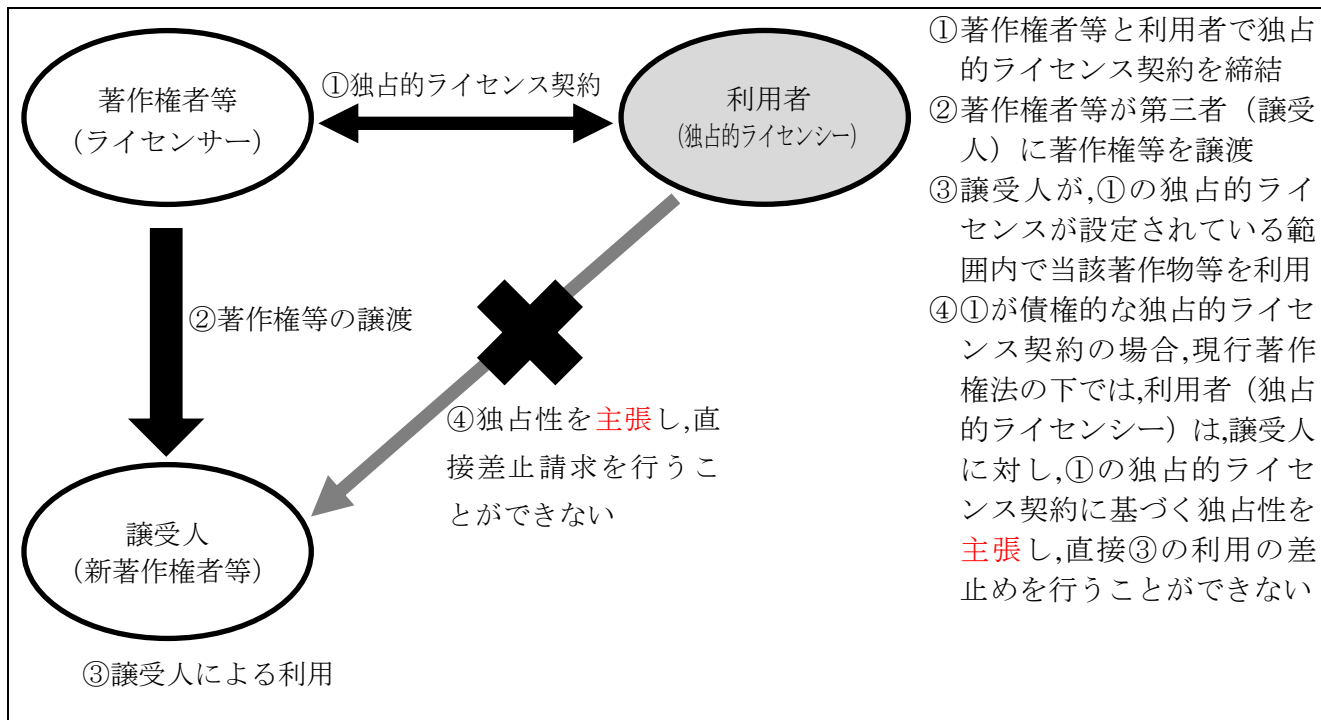 著作権者等
(ライセンサー)
①独占的ライセンス契約
利用者
(独占的ライセンシー)
②著作権等の譲渡
④独占性を主張し,直
接差止請求を行うこ
とができない
譲受人
(新著作権者等)
③譲受人による利用
①著作権者等と利用者で独占
的ライセンス契約を締結
②著作権者等が第三者（譲受
人）に著作権等を譲渡
③譲受人が,①の独占的ライ
センスが設定されている範
囲内で当該著作物等を利用
④①が債権的な独占的ライセ
ンス契約の場合,現行著作
権法の下では,利用者（独占
的ライセンシー）は,譲受人
に対し,①の独占的ライセ
ンス契約に基づく独占性を
主張し,直接③の利用の差
止めを行うことができない